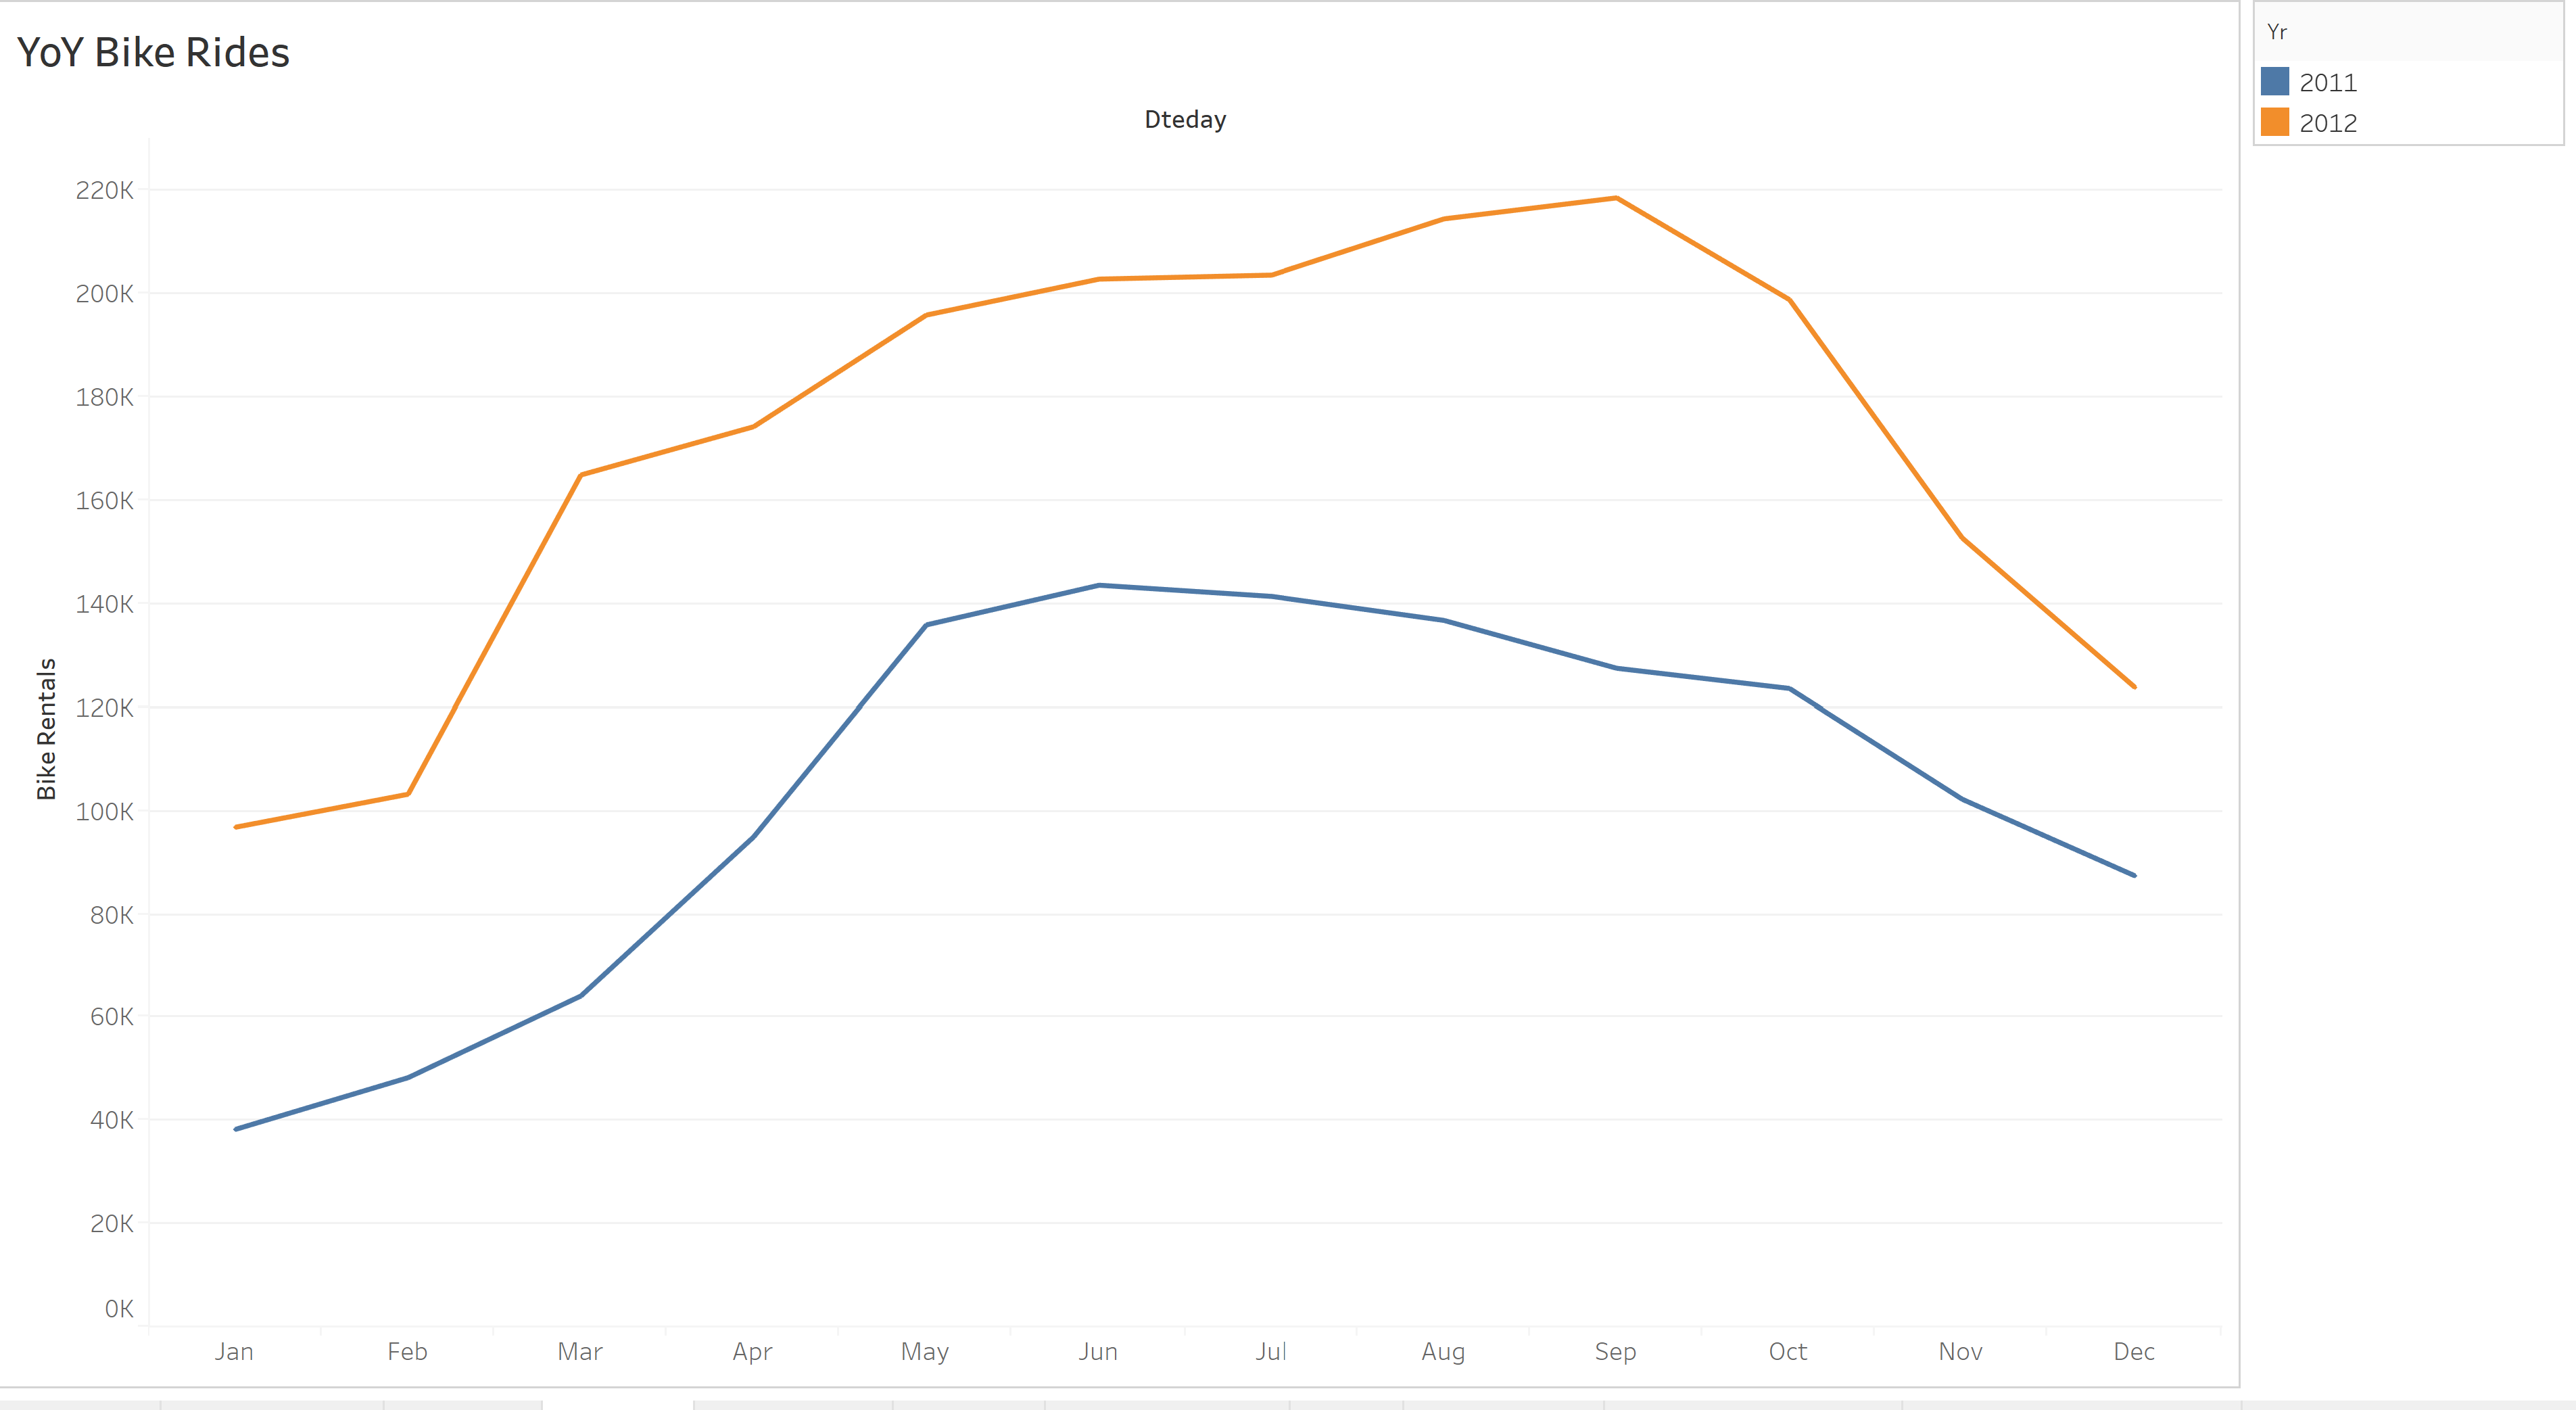 YoY Bike Rides
Yr
2011
2012
Dteday
220K
200K
180K
160K
140K
120K
100K
80K
60K
40K
20K
0K
Bike Rentals
Jan Feb Mar Apr May Jun Jul Aug Sep Oct Nov Dec